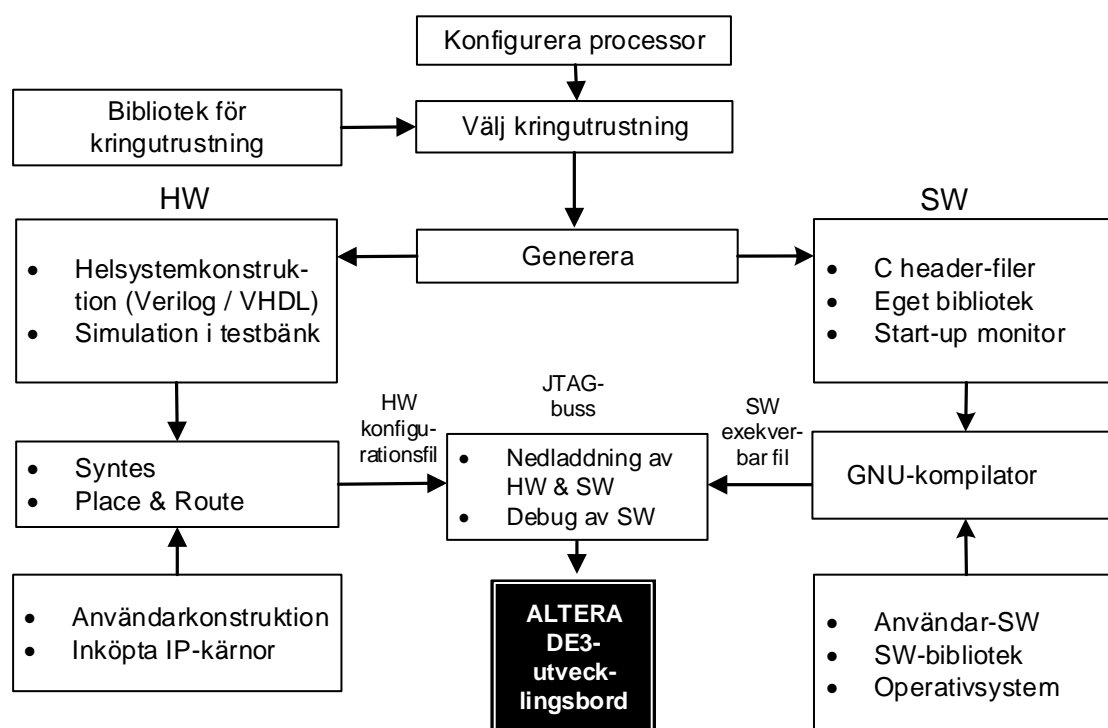 Konfigurera processor
Bibliotek för
kringutrustning
Välj kringutrustning
HW
SW
Generera
• Helsystemkonstruk-
tion (Verilog / VHDL)
• Simulation i testbänk
• C header-filer
• Eget bibliotek
• Start-up monitor
HW
konfigu-
rationsfil
JTAG-
buss
SW
exekver-
bar fil
• Syntes
• Place & Route
• Nedladdning av
HW & SW
• Debug av SW
GNU-kompilator
• Användarkonstruktion
• Inköpta IP-kärnor
ALTERA
DE3-
utveck-
lingsbord
• Användar-SW
• SW-bibliotek
• Operativsystem